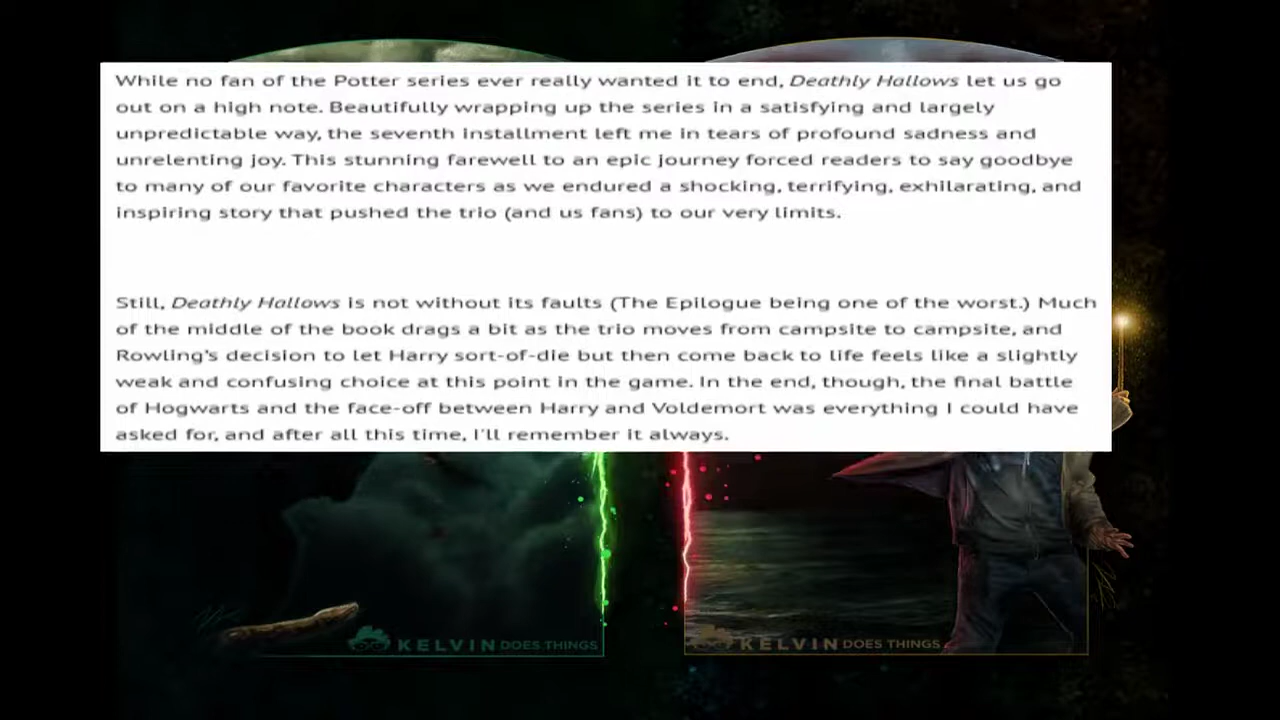 While no fan of the Potter series ever really wanted it to end, Deathly Hallows let us go
out on a high note. Beautifully wrapping up the series in a satisfying and largely
unpredictable way, the seventh installment left me in tears of profound sadness and
unrelenting joy. This stunning farewell to an epic journey forced readers to say goodbye
to many of our favorite characters as we endured a shocking, terrifying, exhilarating, and
inspiring story that pushed the trio (and us fans) to our very limits.
Still, Deathly Hallows is not without its faults (The Epilogue being one of the worst.) Much
of the middle of the book drags a bit as the trio moves from campsite to campsite, and
Rowling's decision to let Harry sort-of-die but then come back to life feels like a slightly
weak and confusing choice at this point in the game. In the end, though, the final battle
of Hogwarts and the face-off between Harry and Voldemort was everything I could have
asked for, and after all this time, I'll remember it always.
KELVIN DOES THINGS
KELVIN DOES THINGS